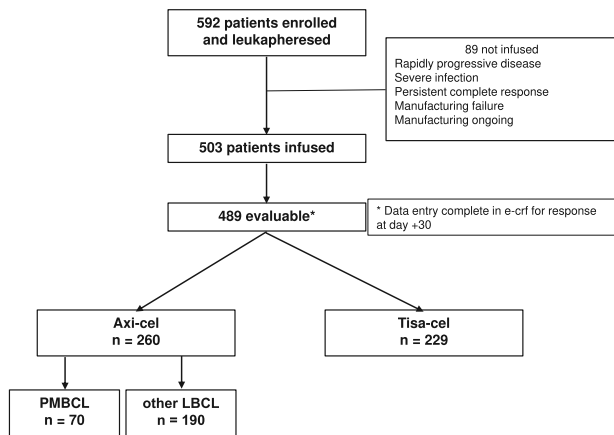 592 patients enrolled
and leukapheresed
89 not infused
Rapidly progressive disease
Severe infection
Persistent complete response
Manufacturing failure
Manufacturing ongoing
503 patients infused
489 evaluable*
* Data entry complete in e-crf for response
at day +30
Axi-cel
n = 260
Tisa-cel
n = 229
PMBCL
n = 70
other LBCL
n = 190